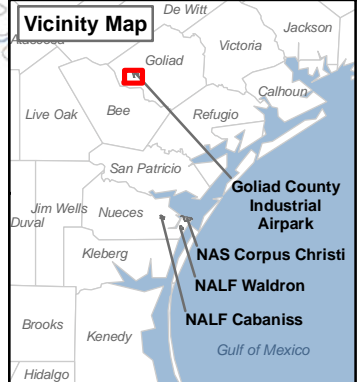 Vicinity Map
De Witt
Jackson
Goliad
Victoria
Calhoun
Live Oak
Bee
Refugio
San Patricio
Goliad County
Industrial
Airpark
Jim Wells
Duval
Nueces
NAS Corpus Christi
Kleberg
NALF Waldron
NALF Cabaniss
Brooks
Kenedy
Gulf of Mexico
Hidalgo